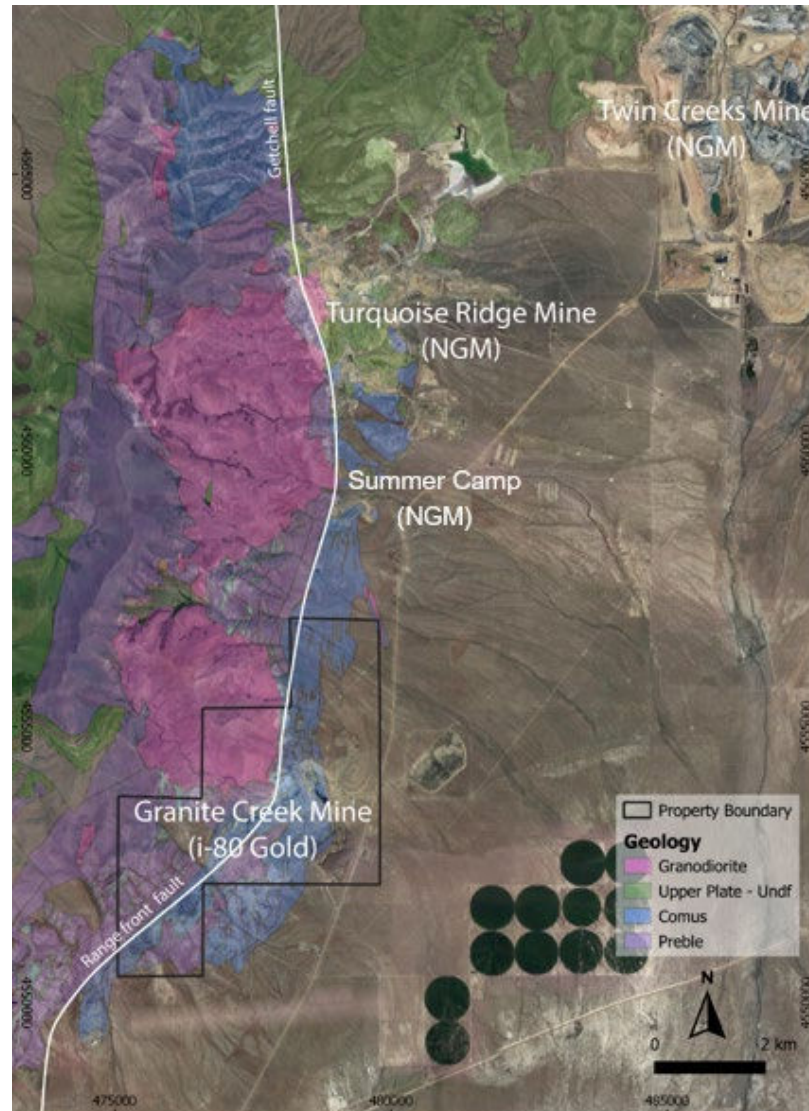 Getchell fault
Twin Creeks Mine
(NGM)
4565000
Turquoise Ridge Mine
(NGM)
4560000
Summer Camp
(NGM)
4555000
Granite Creek Mine
(i-80 Gold)
Range front fault
4550000
Property Boundary
Geology
Granodiorite
Upper Plate - Undf
Comus
Preble
N
0 2 km
475000 480000 485000